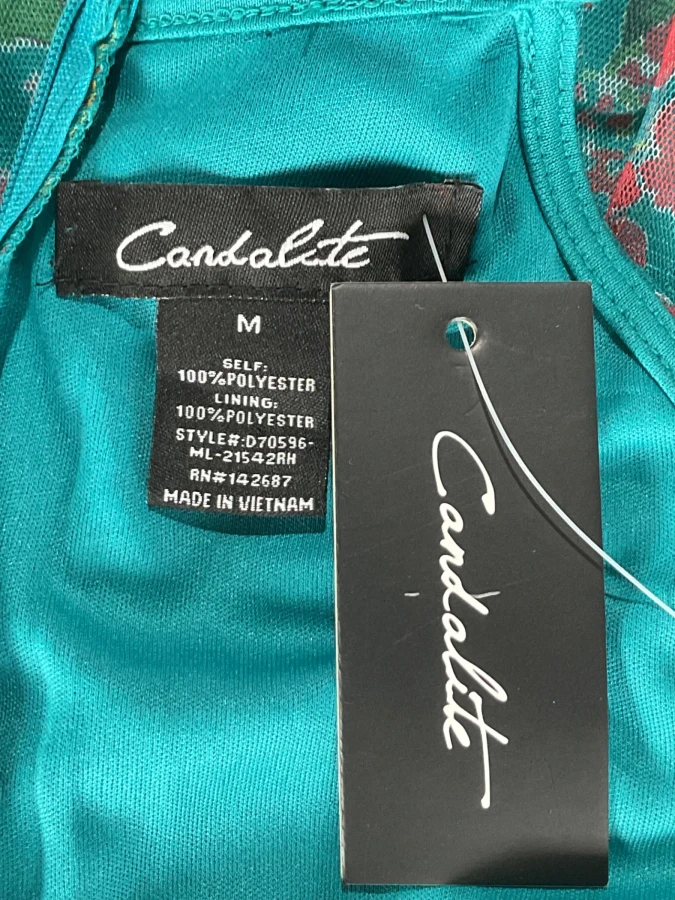 Candalite
M
SELF:
100%POLYESTER
LINING:
100%POLYESTER
STYLE#:D70596-
ML-21542RH
RN#142687
MADE IN VIETNAM
Candalite